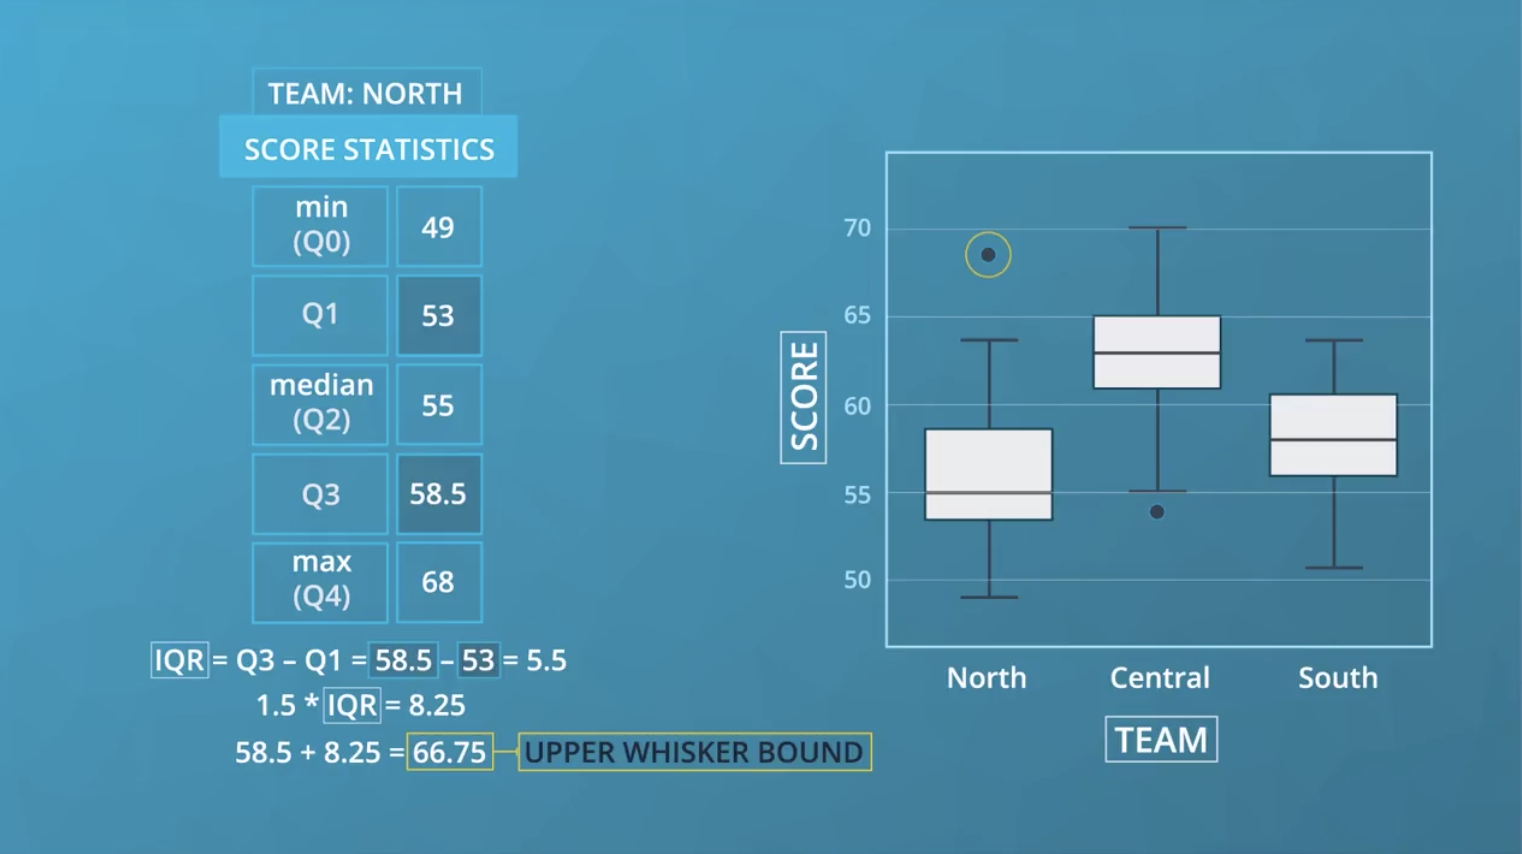 TEAM: NORTH
SCORE STATISTICS
min
(Q0)
49
Q1
53
median
(Q2)
55
Q3
58.5
max
(Q4)
68
IQR = Q3 – Q1 = 58.5 – 53 = 5.5
1.5 * IQR = 8.25
58.5 + 8.25 = 66.75 UPPER WHISKER BOUND
SCORE
70
65
60
55
50
North Central South
TEAM